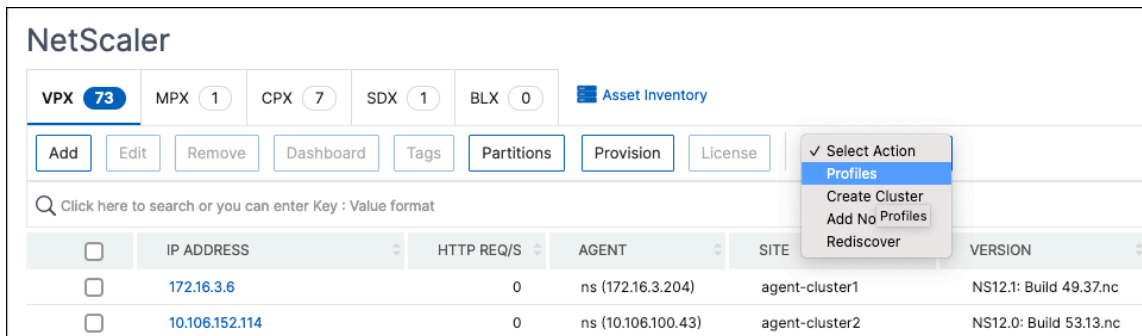 NetScaler
VPX 73 MPX 1 CPX 7 SDX 1 BLX 0 Asset Inventory
Add Edit Remove Dashboard Tags Partitions Provision License ✓ Select Action
Profiles
Create Cluster
Add No Profiles
Rediscover
Click here to search or you can enter Key : Value format
IP ADDRESS HTTP REQ/S AGENT SITE VERSION
172.16.3.6 0 ns (172.16.3.204) agent-cluster1 NS12.1: Build 49.37.nc
10.106.152.114 0 ns (10.106.100.43) agent-cluster2 NS12.0: Build 53.13.nc